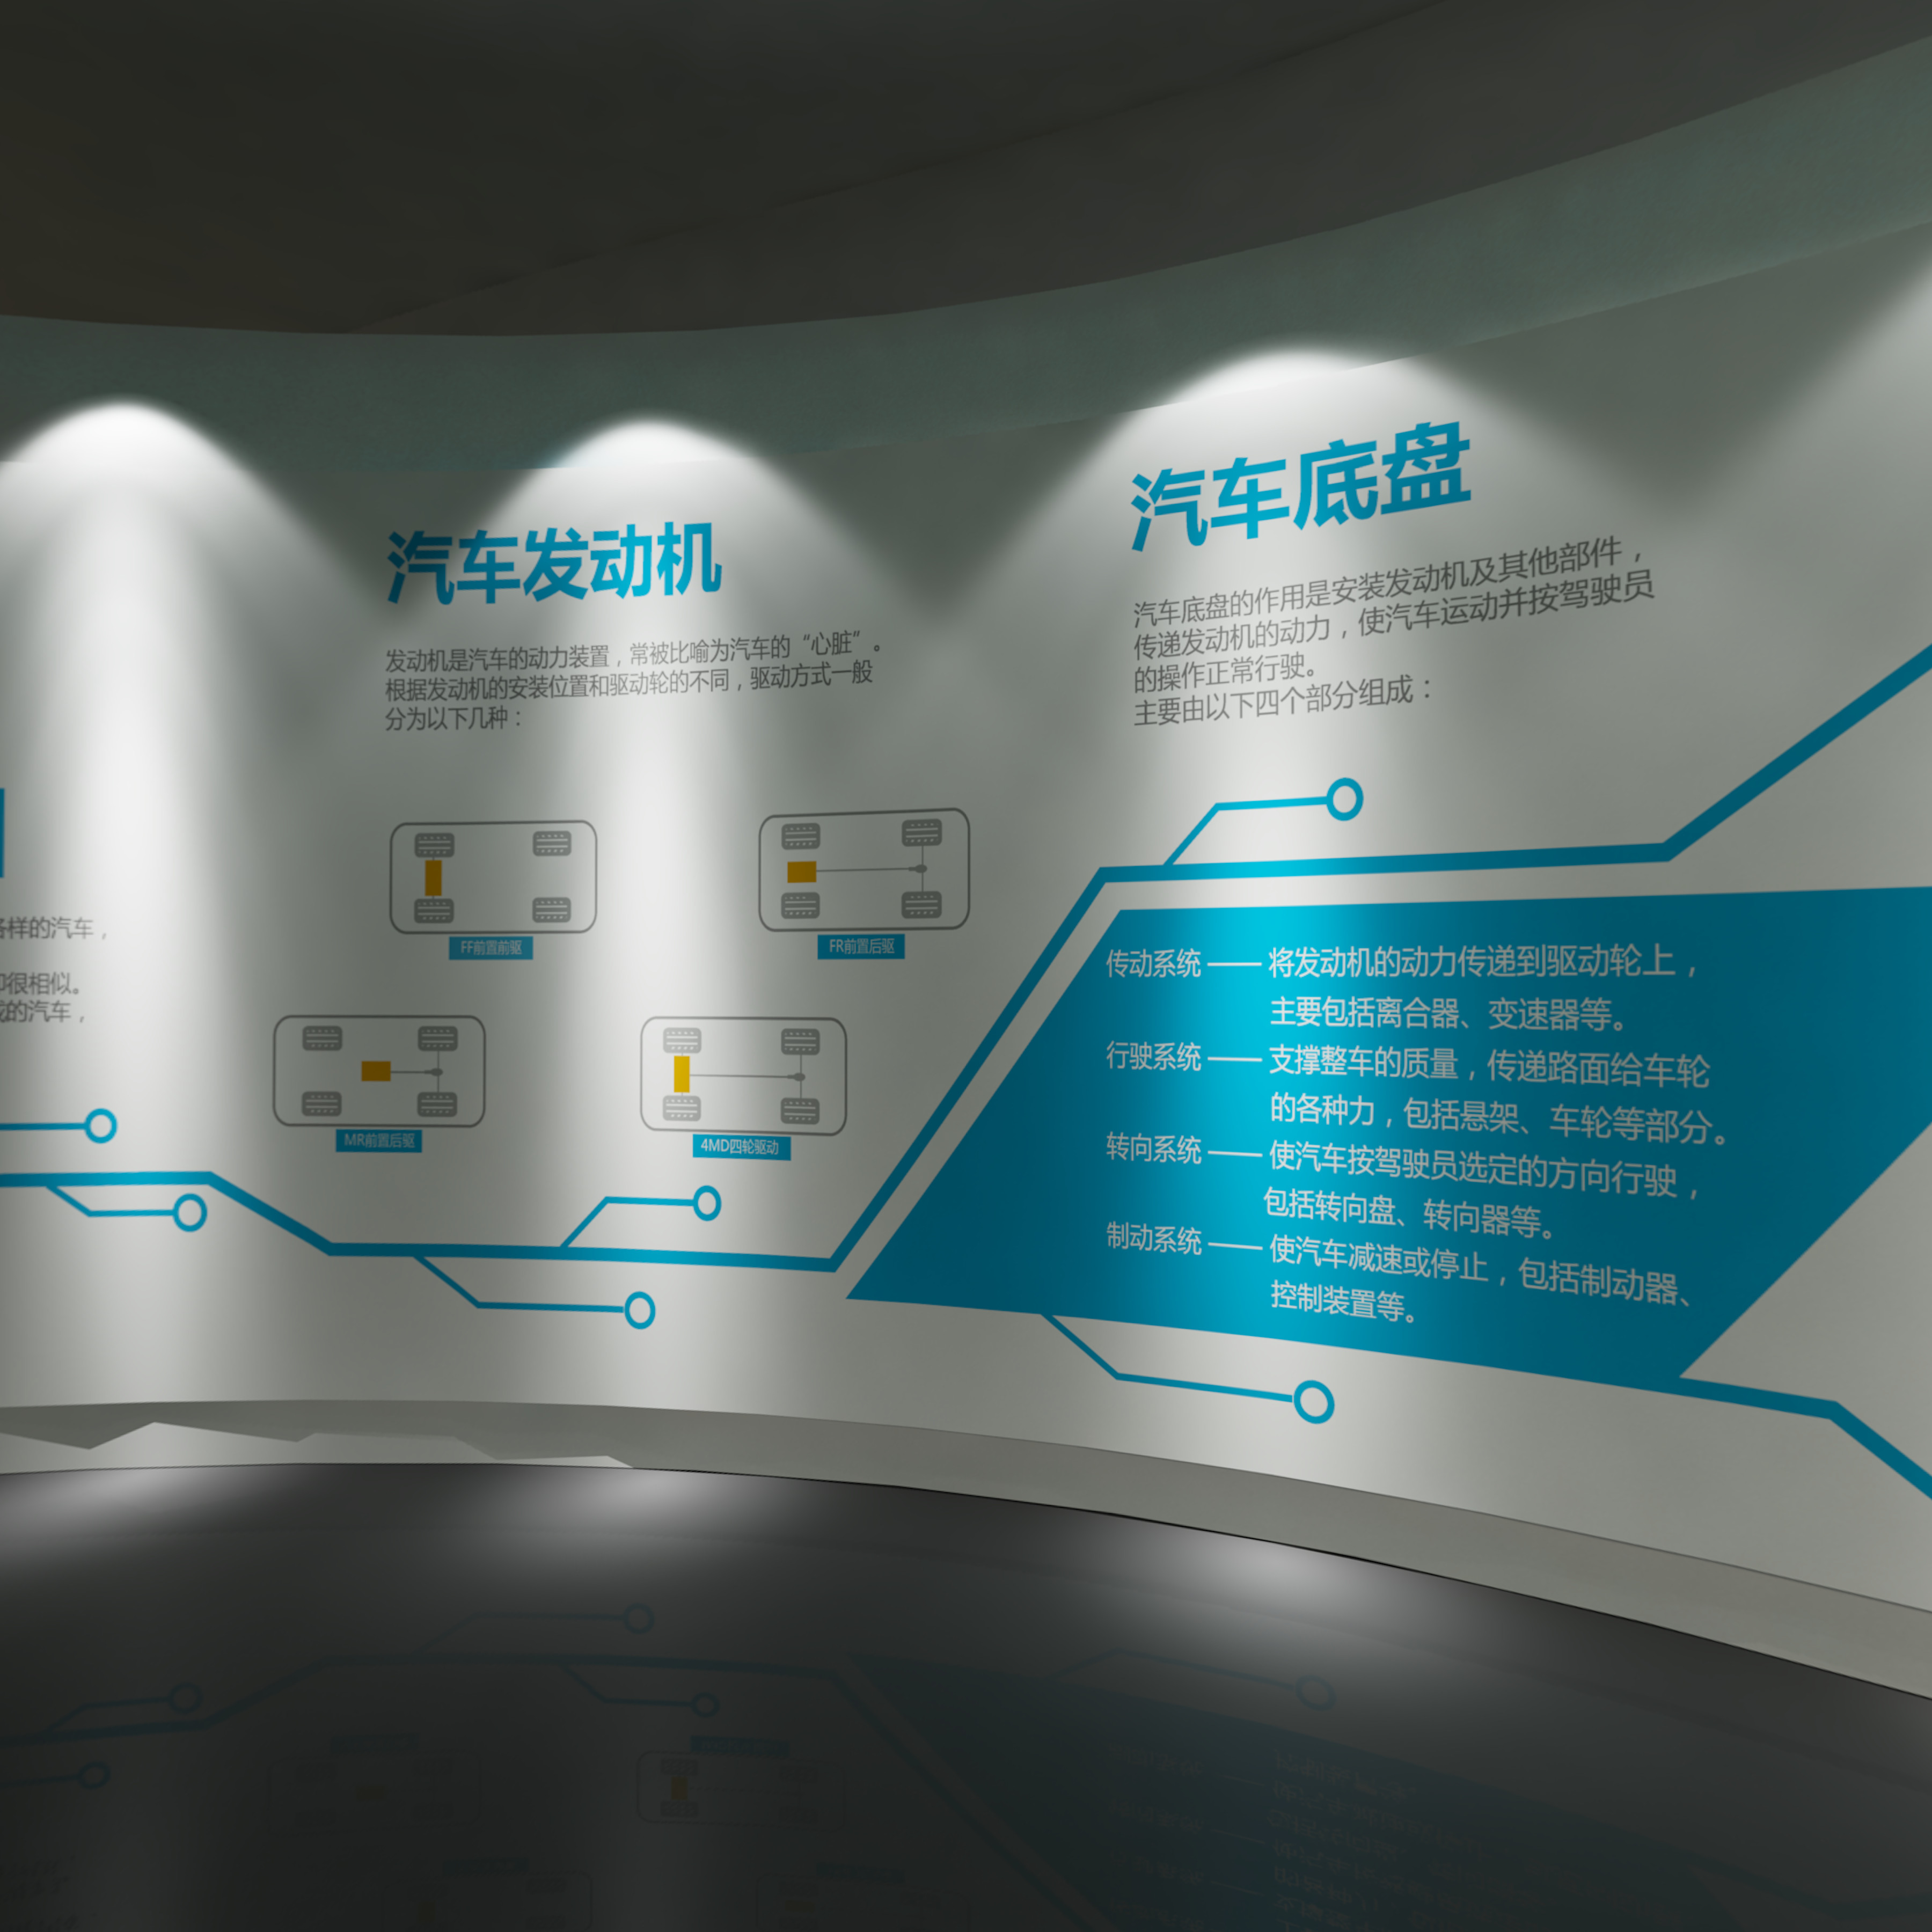 各样的汽车，
却很相似。
成的汽车，
汽车发动机
发动机是汽车的动力装置，常被比喻为汽车的“心脏”。
根据发动机的安装位置和驱动轮的不同，驱动方式一般
分为以下几种：
FF前置前驱
FR前置后驱
MR前置后驱
4MD四轮驱动
汽车底盘
汽车底盘的作用是安装发动机及其他部件，
传递发动机的动力，使汽车运动并按驾驶员
的操作正常行驶。
主要由以下四个部分组成：
传动系统——将发动机的动力传递到驱动轮上，
主要包括离合器、变速器等。
行驶系统——支撑整车的质量，传递路面给车轮
的各种力，包括悬架、车轮等部分。
转向系统——使汽车按驾驶员选定的方向行驶，
包括转向盘、转向器等。
制动系统——使汽车减速或停止，包括制动器、
控制装置等。